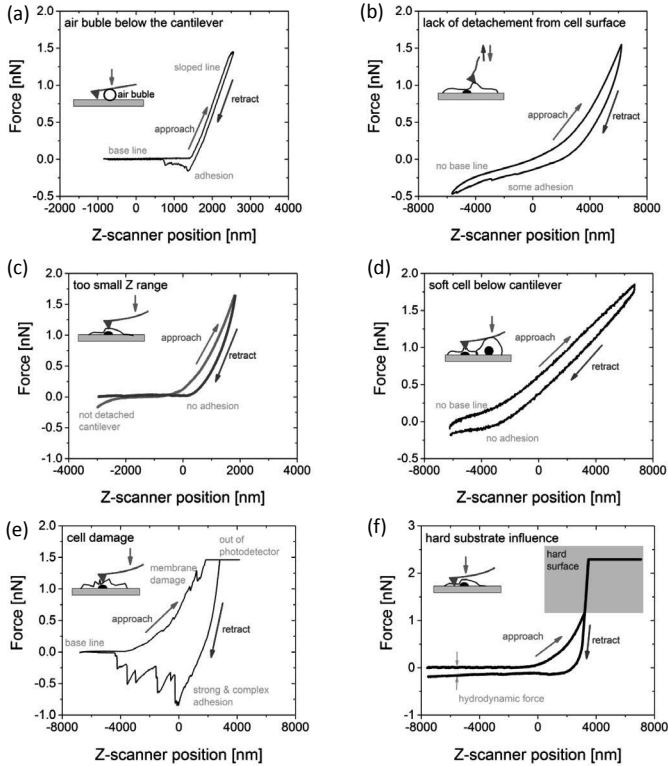 (a)
air buble below the cantilever
1.5
1.0
0.5
0.0
-0.5
Force [nN]
air buble
sloped line
approach
retract
base line
adhesion
-2000 -1000 0 1000 2000 3000 4000
Z-scanner position [nm]
(b)
lack of detachement from cell surface
2.0
1.5
1.0
0.5
0.0
-0.5
Force [nN]
approach
retract
no base line
some adhesion
-8000 -4000 0 4000 8000
Z-scanner position [nm]
(c)
too small Z range
2.0
1.5
1.0
0.5
0.0
-0.5
-1.0
Force [nN]
approach
retract
not detached
cantilever
no adhesion
-4000 -2000 0 2000 4000
Z-scanner position [nm]
(d)
soft cell below cantilever
2.0
1.5
1.0
0.5
0.0
-0.5
Force [nN]
approach
retract
no base line
no adhesion
-8000 -4000 0 4000 8000
Z-scanner position [nm]
(e)
cell damage
2.0
1.5
1.0
0.5
0.0
-0.5
-1.0
Force [nN]
out of
photodetector
membrane
damage
approach
retract
base line
strong & complex
adhesion
-8000 -4000 0 4000 8000
Z-scanner position [nm]
(f)
hard substrate influence
3
2
1
0
-1
Force [nN]
hard
surface
approach
retract
hydrodynamic force
-8000 -4000 0 4000 8000
Z-scanner position [nm]